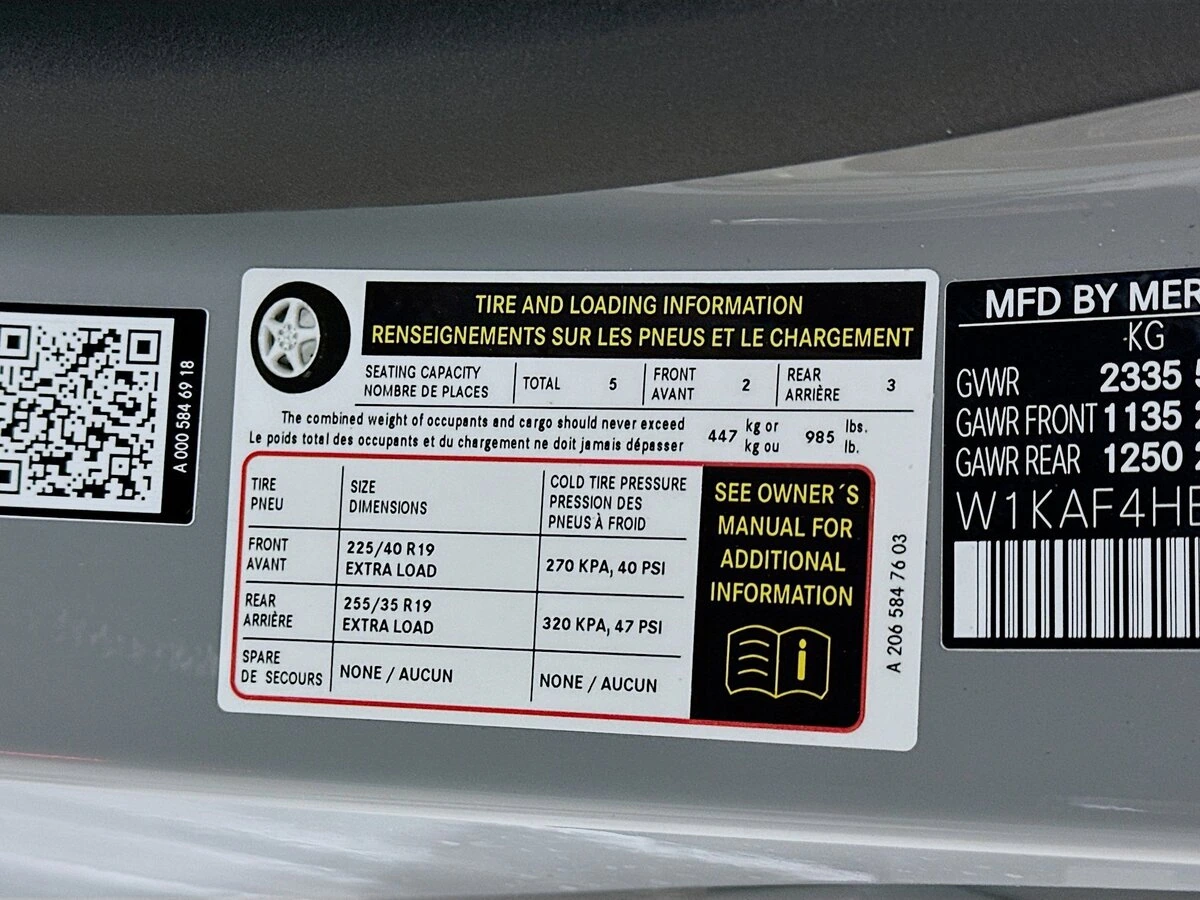 A 000 584 69 18
TIRE AND LOADING INFORMATION
RENSEIGNEMENTS SUR LES PNEUS ET LE CHARGEMENT
SEATING CAPACITY
NOMBRE DE PLACES
TOTAL 5
FRONT
AVANT
2
REAR
ARRIÈRE
3
The combined weight of occupants and cargo should never exceed
Le poids total des occupants et du chargement ne doit jamais dépasser
447 kg or
kg ou
985 lbs.
lb.
TIRE
PNEU
SIZE
DIMENSIONS
COLD TIRE PRESSURE
PRESSION DES
PNEUS À FROID
FRONT
AVANT
225/40 R19
EXTRA LOAD
270 KPA, 40 PSI
REAR
ARRIÈRE
255/35 R19
EXTRA LOAD
320 KPA, 47 PSI
SPARE
DE SECOURS
NONE / AUCUN
NONE / AUCUN
SEE OWNER´S
MANUAL FOR
ADDITIONAL
INFORMATION
i
A 206 584 76 03
MFD BY MER
KG
GVWR 2335
GAWR FRONT 1135
GAWR REAR 1250
W1KAF4H